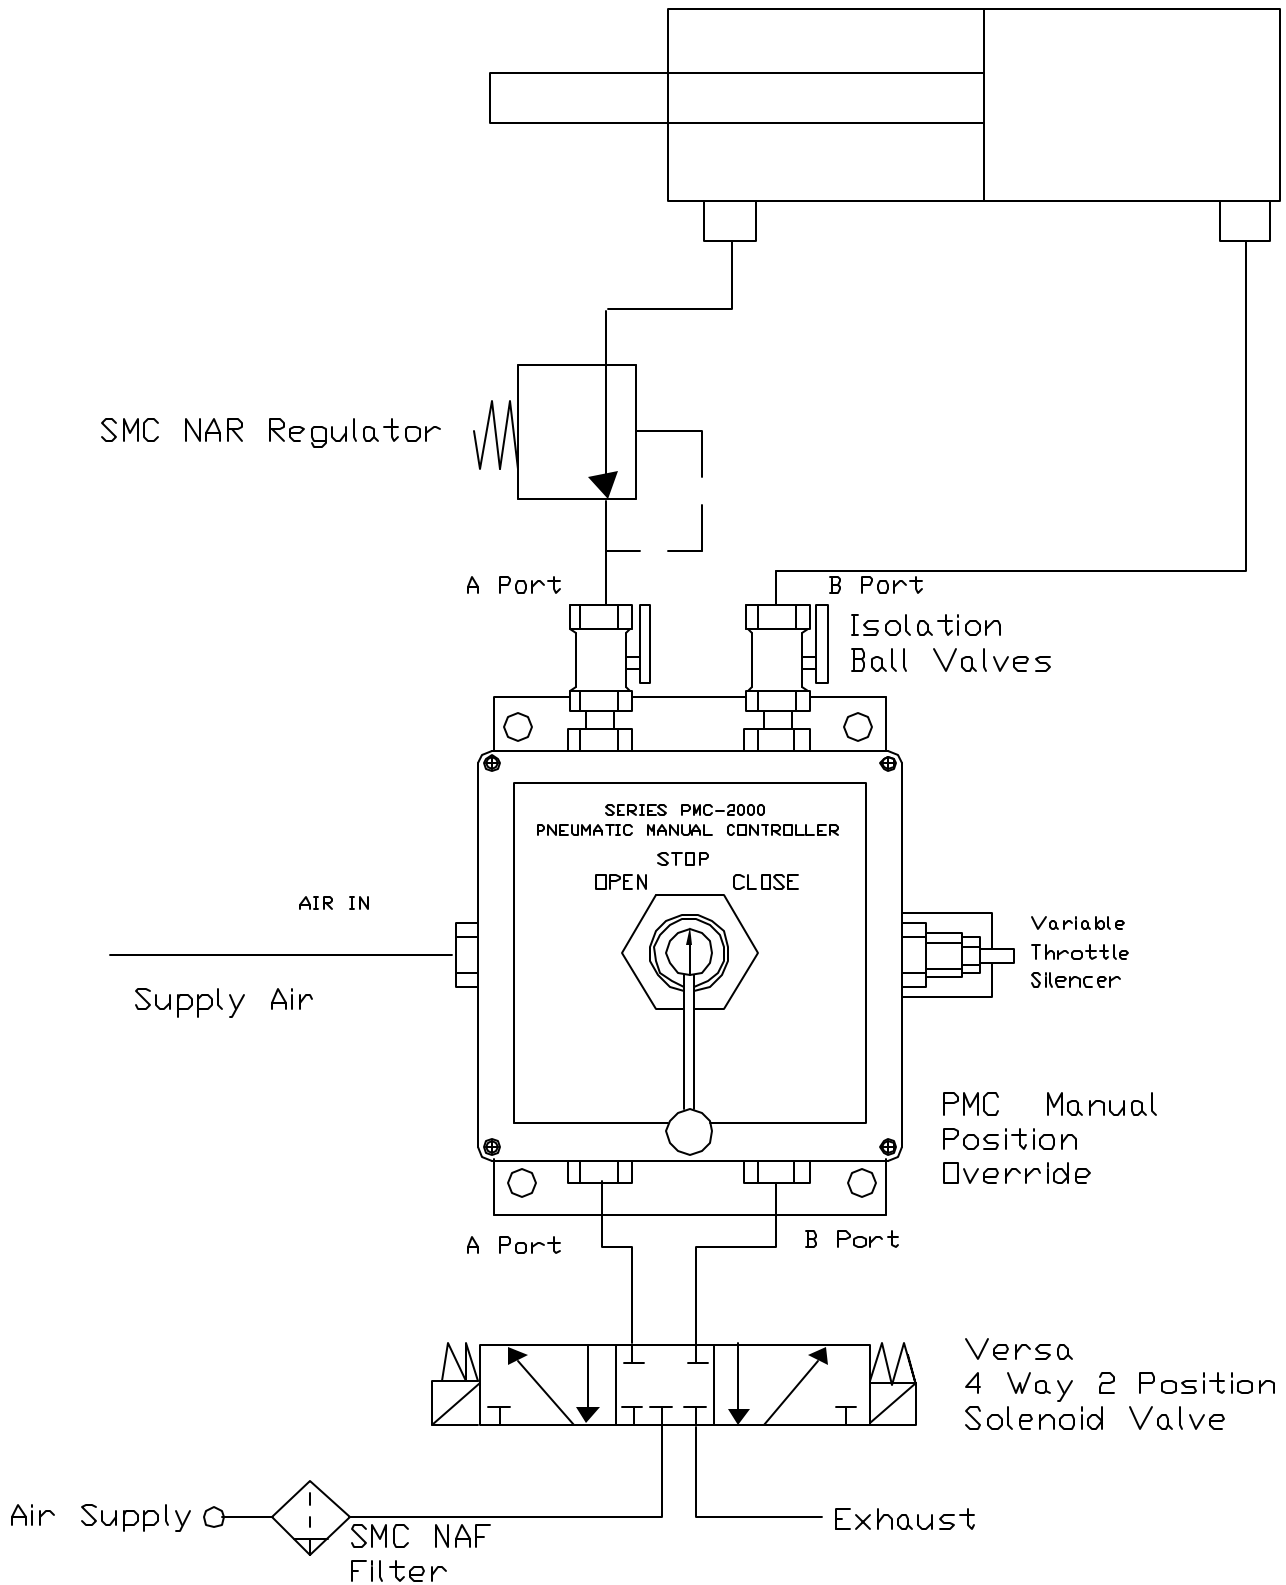 SMC NAR Regulator
A Port
B Port
Isolation
Ball Valves
SERIES PMC-2000
PNEUMATIC MANUAL CONTROLLER
STOP
OPEN CLOSE
AIR IN
Supply Air
Variable
Throttle
Silencer
PMC Manual
Position
Override
A Port
B Port
Versa
4 Way 2 Position
Solenoid Valve
Air Supply
SMC NAF
Filter
Exhaust